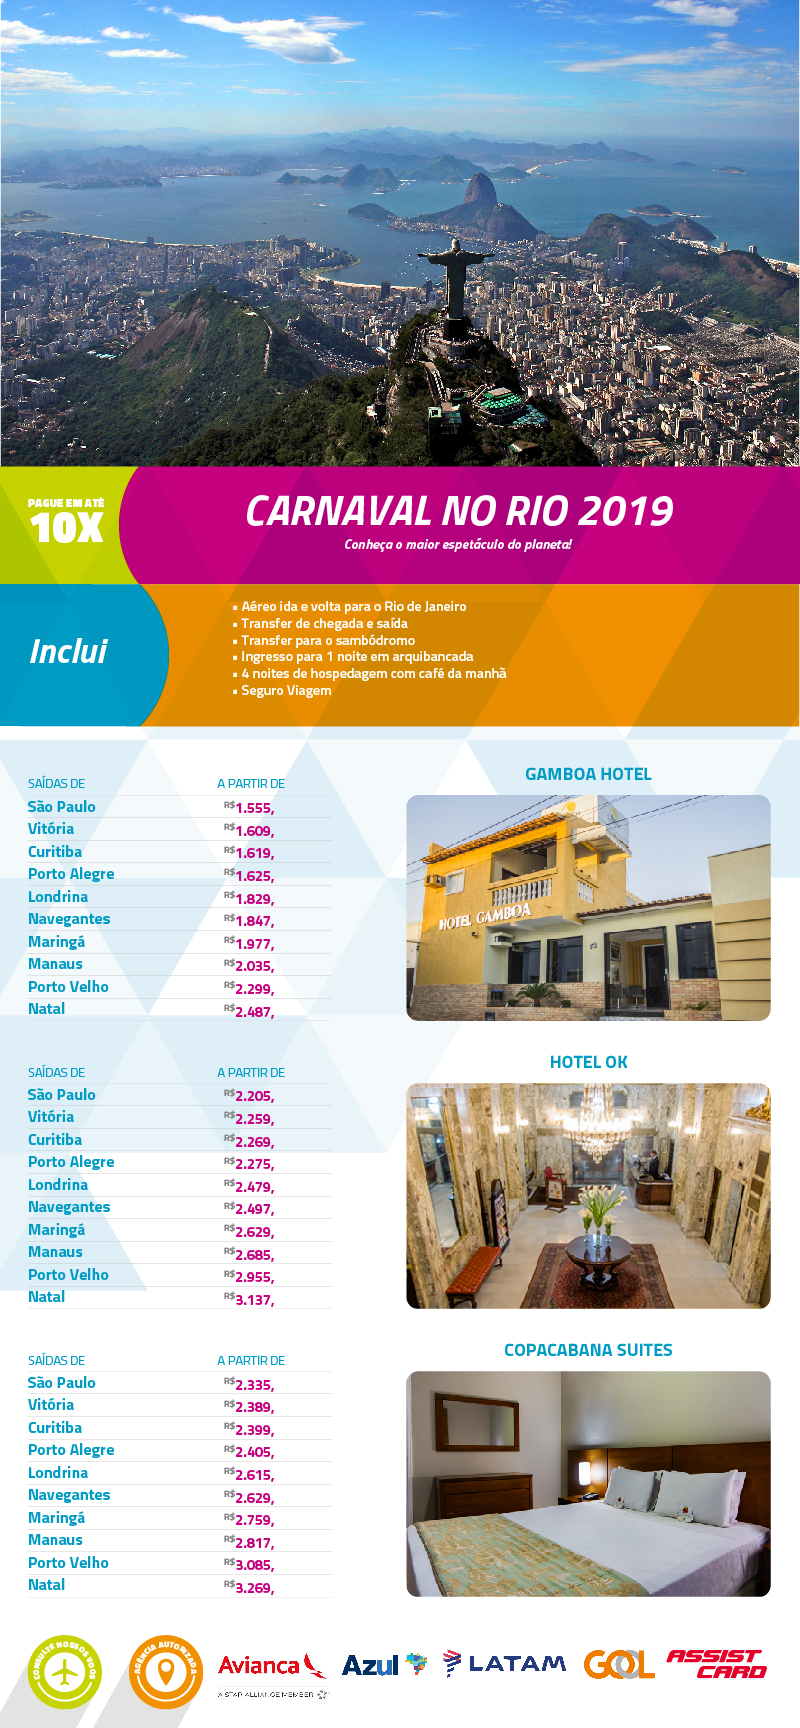 PAGUE EM ATÉ
10X
CARNAVAL NO RIO 2019
Conheça o maior espetáculo do planeta!
Inclui
• Aéreo ida e volta para o Rio de Janeiro
• Transfer de chegada e saída
• Transfer para o sambódromo
• Ingresso para 1 noite em arquibancada
• 4 noites de hospedagem com café da manhã
• Seguro Viagem
SAÍDAS DE A PARTIR DE
São Paulo R$1.555,
Vitória R$1.609,
Curitiba R$1.619,
Porto Alegre R$1.625,
Londrina R$1.829,
Navegantes R$1.847,
Maringá R$1.977,
Manaus R$2.035,
Porto Velho R$2.299,
Natal R$2.487,
GAMBOA HOTEL
HOTEL GAMBOA
SAÍDAS DE A PARTIR DE
São Paulo R$2.205,
Vitória R$2.259,
Curitiba R$2.269,
Porto Alegre R$2.275,
Londrina R$2.479,
Navegantes R$2.497,
Maringá R$2.629,
Manaus R$2.685,
Porto Velho R$2.955,
Natal R$3.137,
HOTEL OK
SAÍDAS DE A PARTIR DE
São Paulo R$2.335,
Vitória R$2.389,
Curitiba R$2.399,
Porto Alegre R$2.405,
Londrina R$2.615,
Navegantes R$2.629,
Maringá R$2.759,
Manaus R$2.817,
Porto Velho R$3.085,
Natal R$3.269,
COPACABANA SUITES
CONSULTE NOSSOS VOOS
AGÊNCIA AUTORIZADA
Avianca
A STAR ALLIANCE MEMBER
Azul
LATAM
GOL
ASSIST
CARD